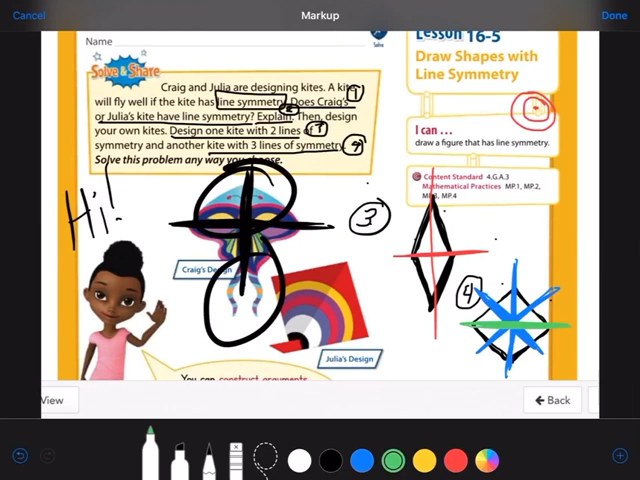 Cancel
Markup
Done
Name
Solve
Lesson 16-5
Draw Shapes with
Line Symmetry
Solve & Share
Craig and Julia are designing kites. A kite
will fly well if the kite has line symmetry. Does Craig's
or Julia's kite have line symmetry? Explain. Then, design
your own kites. Design one kite with 2 lines of
symmetry and another kite with 3 lines of symmetry.
Solve this problem any way you choose.
I can ...
draw a figure that has line symmetry.
Content Standard 4.G.A.3
Mathematical Practices MP.1, MP.2,
MP.3, MP.4
Hi!
3
4
Craig's Design
Julia's Design
You can construct arguments
View
Back